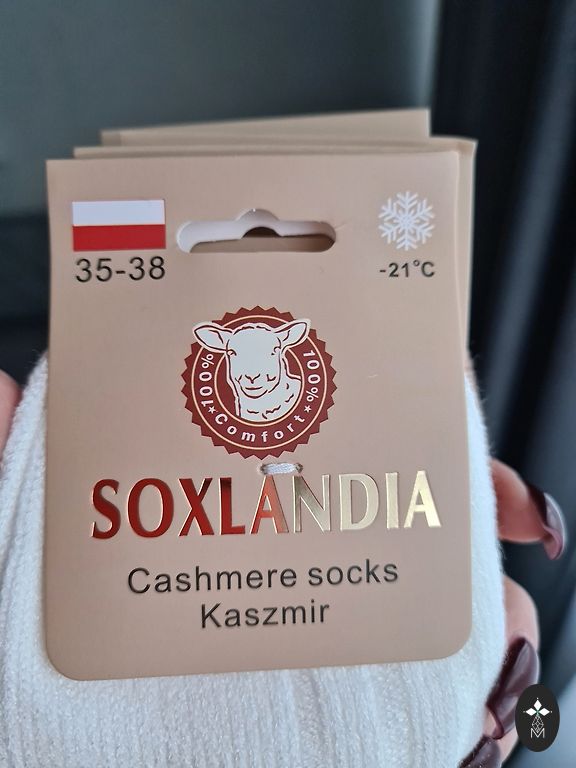 35-38
-21°C
100% ★ Comfort ★ 100%
SOXLANDIA
Cashmere socks
Kaszmir
M